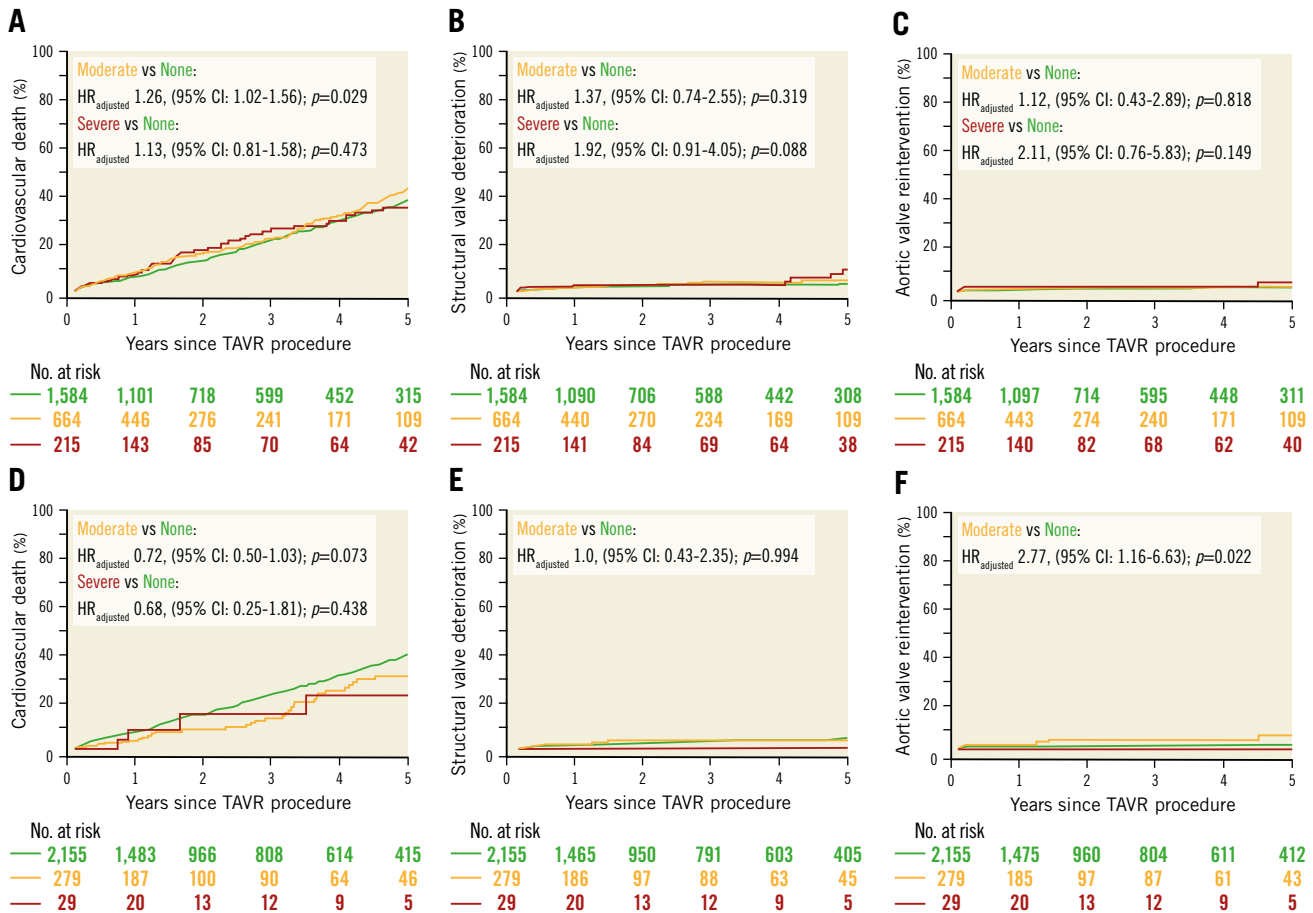 A
Cardiovascular death (%)
100
80
60
40
20
0
Moderate vs None:
HRadjusted 1.26, (95% CI: 1.02-1.56); p=0.029
Severe vs None:
HRadjusted 1.13, (95% CI: 0.81-1.58); p=0.473
0 1 2 3 4 5
Years since TAVR procedure
No. at risk
1,584 1,101 718 599 452 315
664 446 276 241 171 109
215 143 85 70 64 42
B
Structural valve deterioration (%)
100
80
60
40
20
0
Moderate vs None:
HRadjusted 1.37, (95% CI: 0.74-2.55); p=0.319
Severe vs None:
HRadjusted 1.92, (95% CI: 0.91-4.05); p=0.088
0 1 2 3 4 5
Years since TAVR procedure
No. at risk
1,584 1,090 706 588 442 308
664 440 270 234 169 109
215 141 84 69 64 38
C
Aortic valve reintervention (%)
100
80
60
40
20
0
Moderate vs None:
HRadjusted 1.12, (95% CI: 0.43-2.89); p=0.818
Severe vs None:
HRadjusted 2.11, (95% CI: 0.76-5.83); p=0.149
0 1 2 3 4 5
Years since TAVR procedure
No. at risk
1,584 1,097 714 595 448 311
664 443 274 240 171 109
215 140 82 68 62 40
D
Cardiovascular death (%)
100
80
60
40
20
0
Moderate vs None:
HRadjusted 0.72, (95% CI: 0.50-1.03); p=0.073
Severe vs None:
HRadjusted 0.68, (95% CI: 0.25-1.81); p=0.438
0 1 2 3 4 5
Years since TAVR procedure
No. at risk
2,155 1,483 966 808 614 415
279 187 100 90 64 46
29 20 13 12 9 5
E
Structural valve deterioration (%)
100
80
60
40
20
0
Moderate vs None:
HRadjusted 1.0, (95% CI: 0.43-2.35); p=0.994
0 1 2 3 4 5
Years since TAVR procedure
No. at risk
2,155 1,465 950 791 603 405
279 186 97 88 63 45
29 20 13 12 9 5
F
Aortic valve reintervention (%)
100
80
60
40
20
0
Moderate vs None:
HRadjusted 2.77, (95% CI: 1.16-6.63); p=0.022
0 1 2 3 4 5
Years since TAVR procedure
No. at risk
2,155 1,475 960 804 611 412
279 185 97 87 61 43
29 20 13 12 9 5